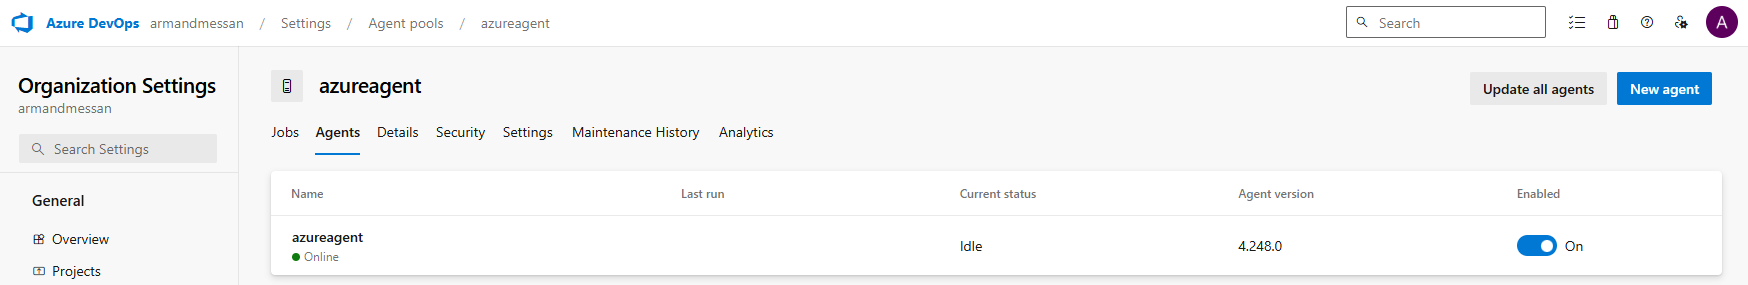 Azure DevOps armandmessan / Settings / Agent pools / azureagent
Search
A
Organization Settings
armandmessan
Search Settings
General
Overview
Projects
azureagent
Update all agents
New agent
Jobs Agents Details Security Settings Maintenance History Analytics
Name Last run Current status Agent version Enabled
azureagent
Online
Idle 4.248.0 On